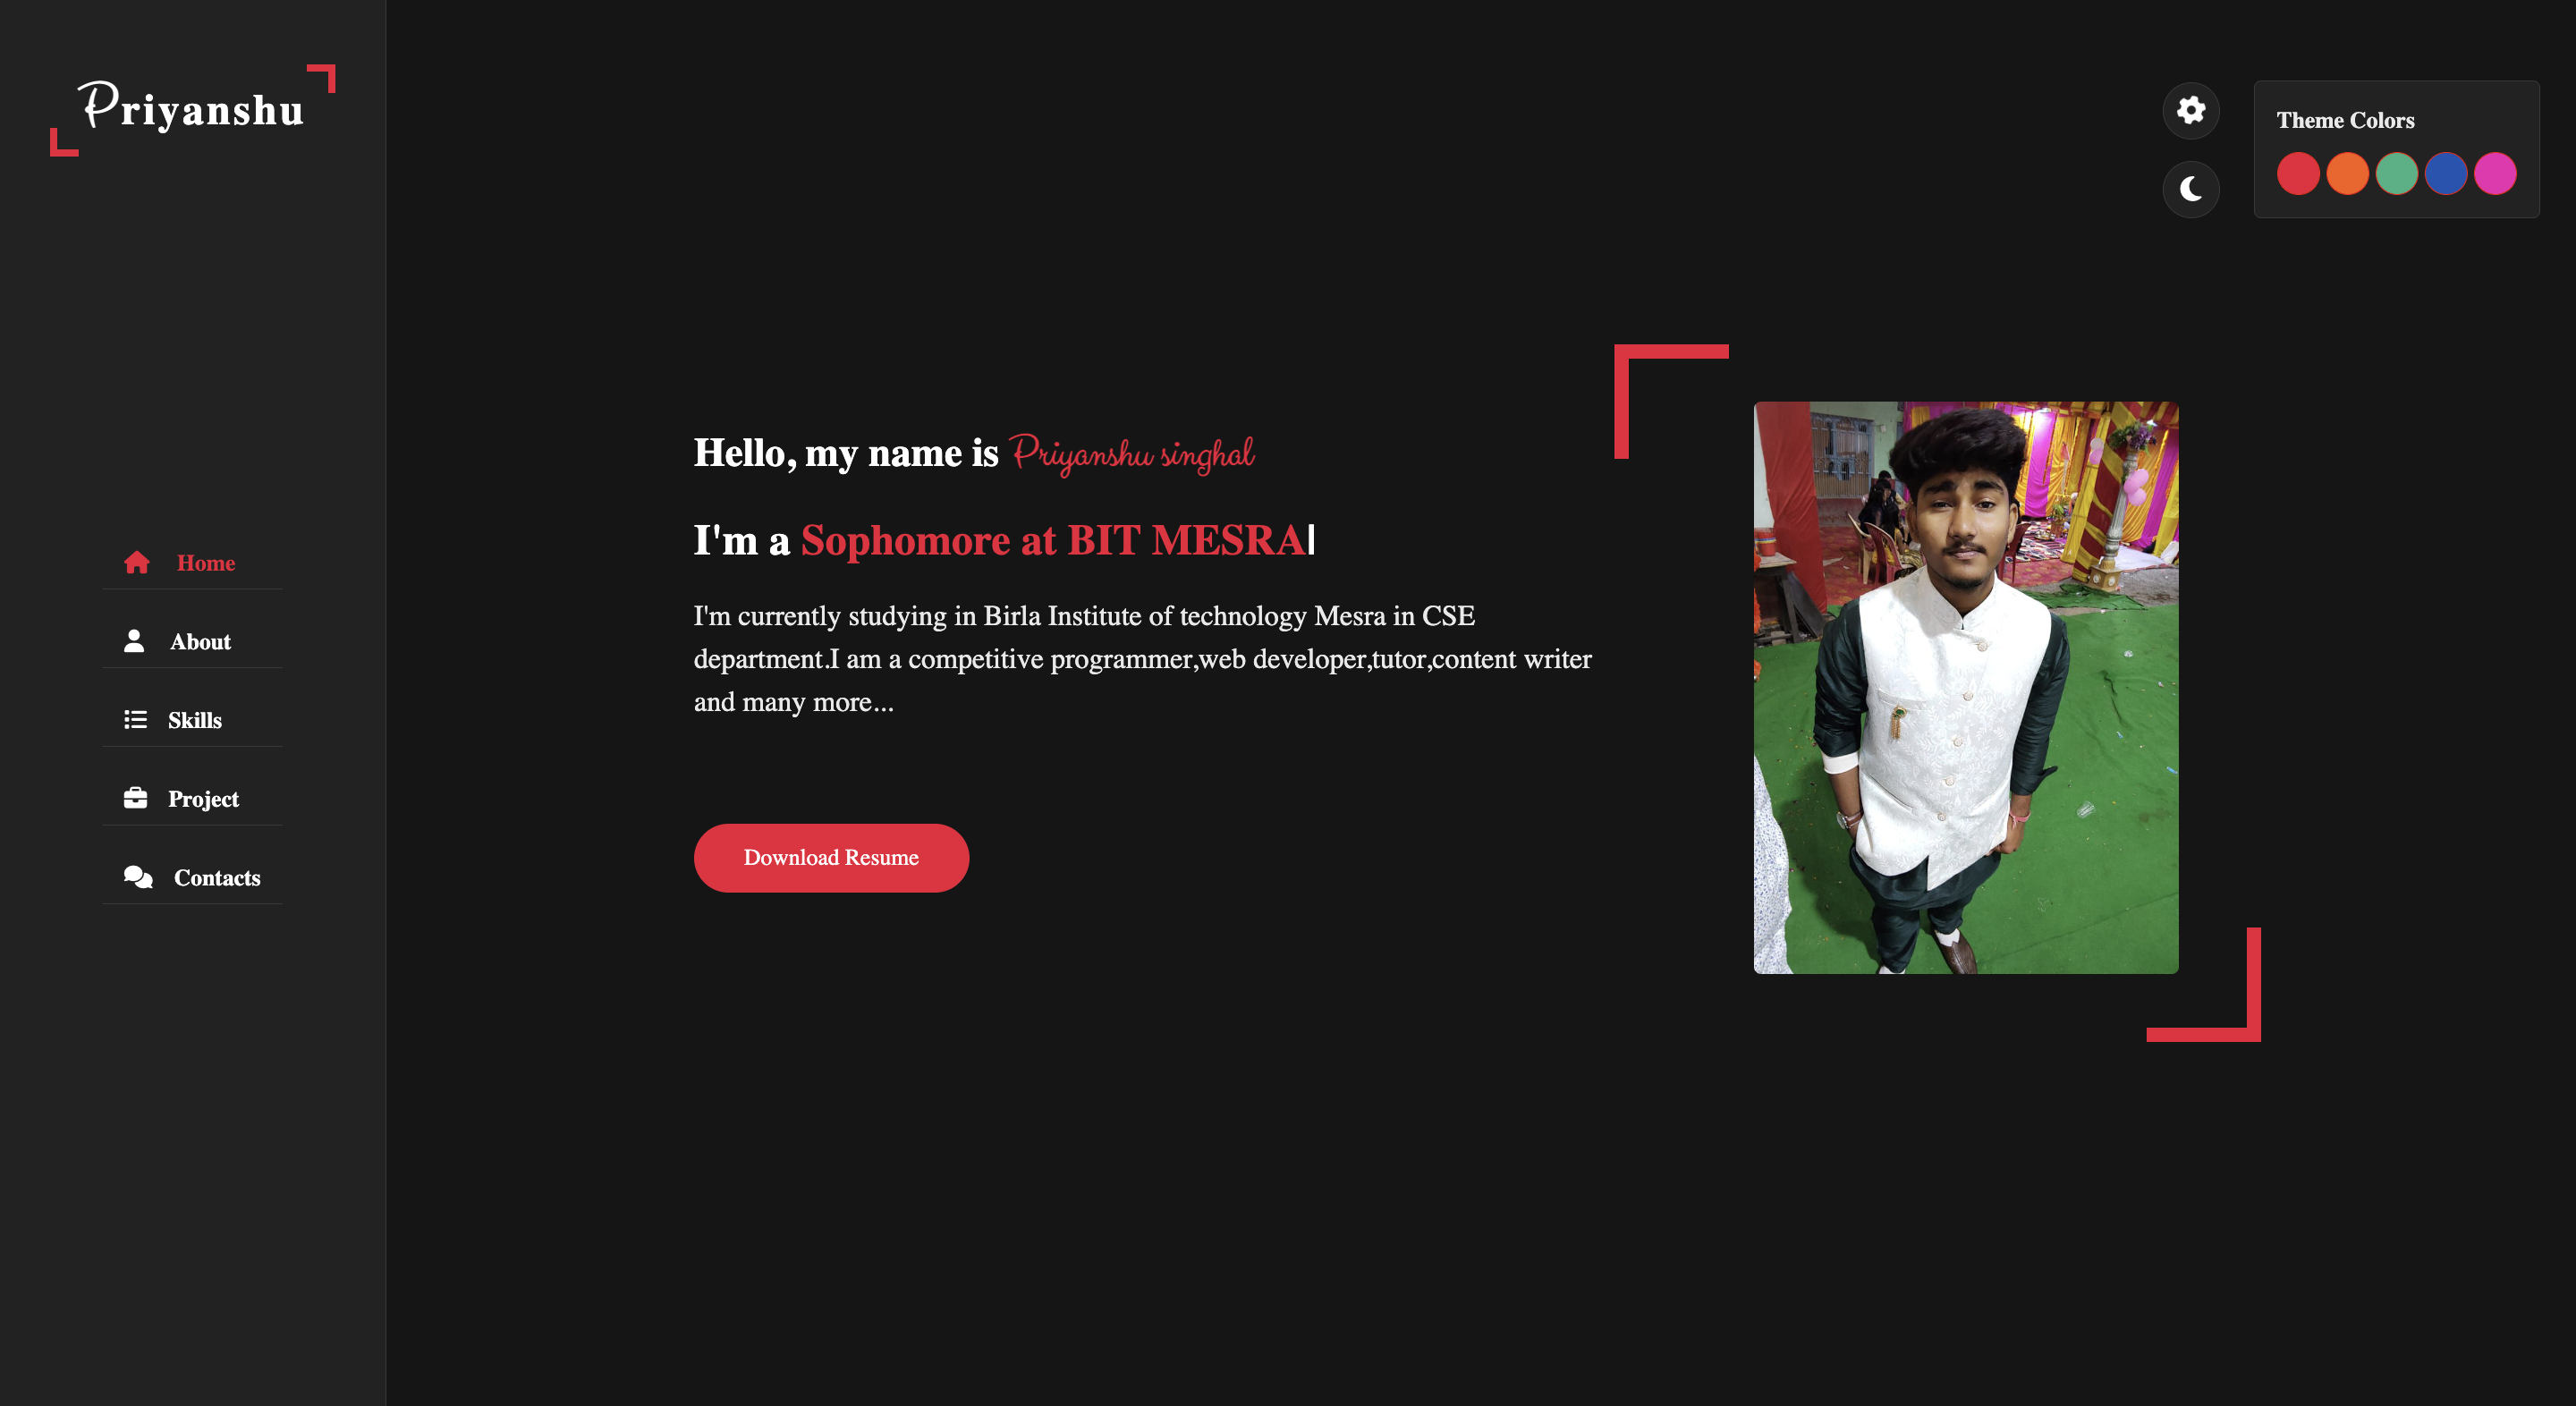 Priyanshu
Home
About
Skills
Project
Contacts
Theme Colors
Hello, my name is Priyanshu singhal
I'm a Sophomore at BIT MESRA
I'm currently studying in Birla Institute of technology Mesra in CSE
department.I am a competitive programmer,web developer,tutor,content writer
and many more...
Download Resume